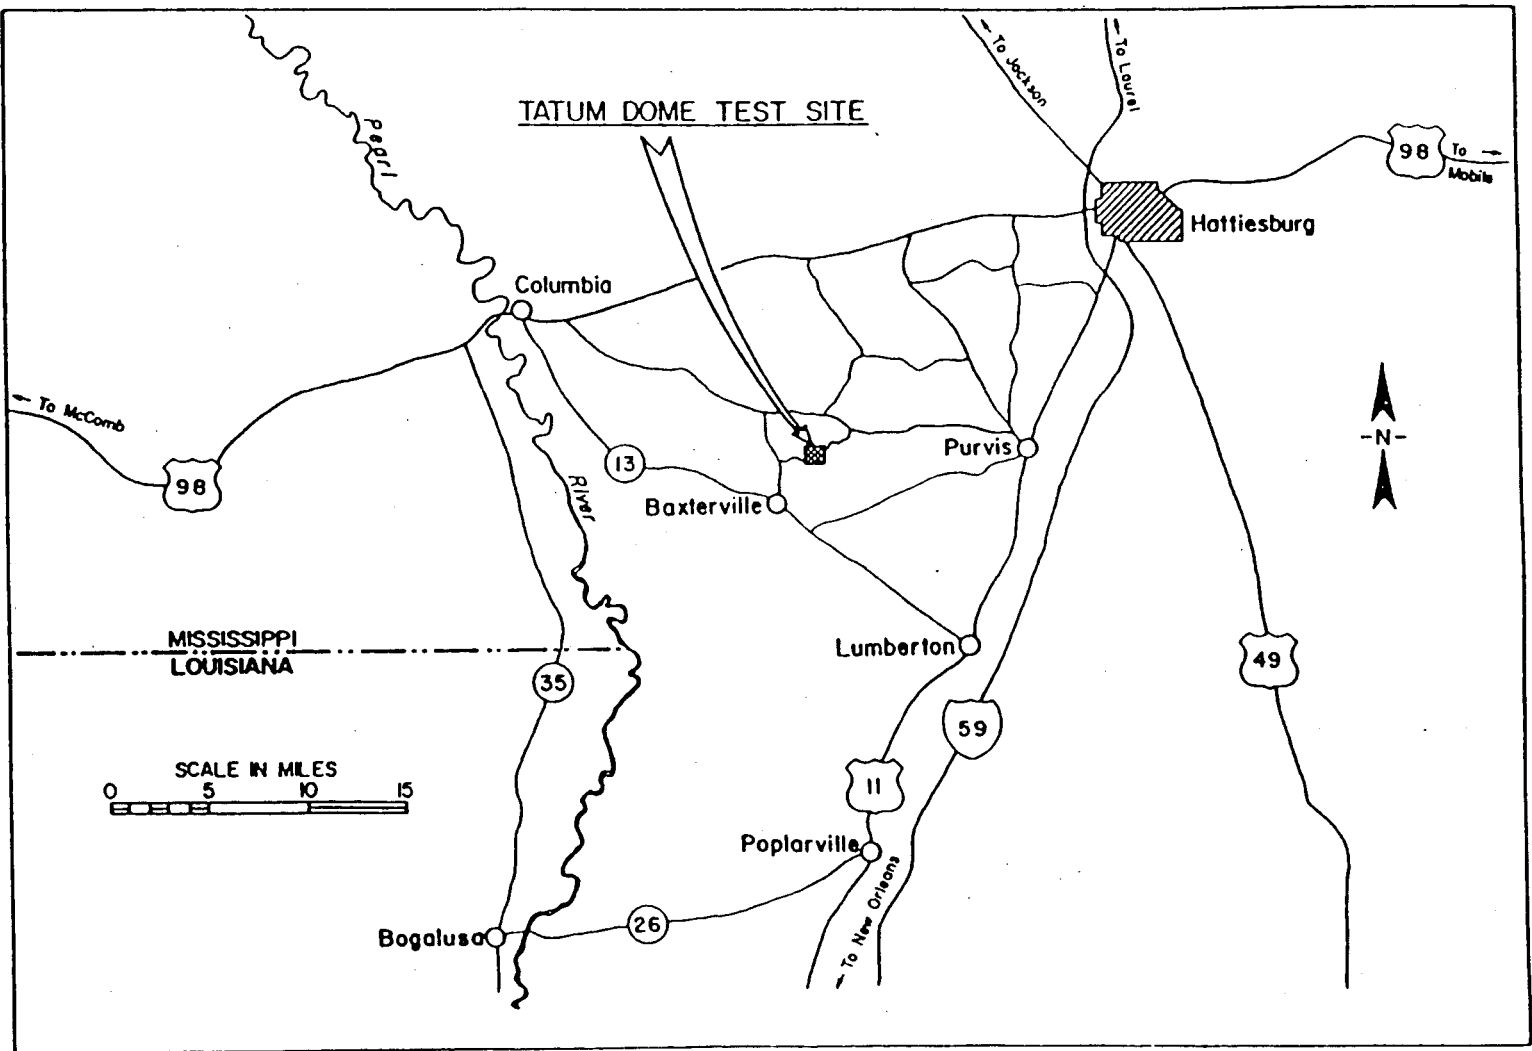 ← To Jackson
← To Laurel
TATUM DOME TEST SITE
Pearl
98
To →
Mobile
Hattiesburg
Columbia
← To McComb
-N-
Purvis
13
98
River
Baxterville
MISSISSIPPI
LOUISIANA
Lumberton
49
35
59
SCALE IN MILES
0 5 10 15
11
Poplarville
← To New Orleans
26
Bogalusa